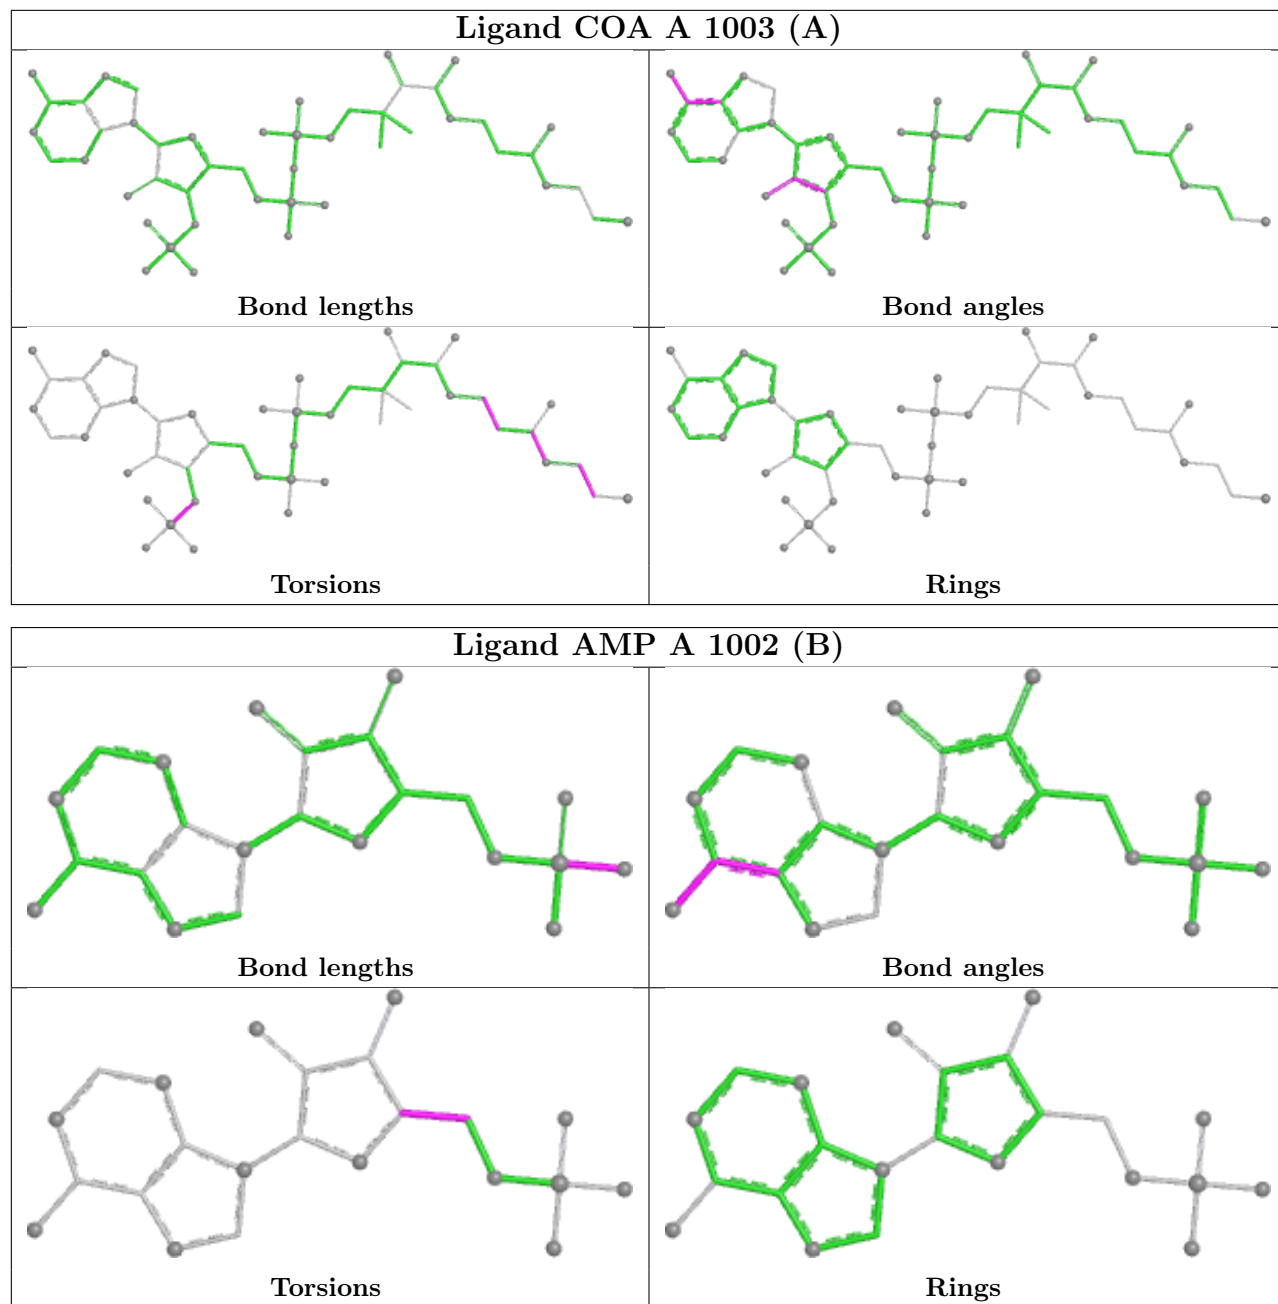 Ligand COA A 1003 (A)
Bond lengths
Bond angles
Torsions
Rings
Ligand AMP A 1002 (B)
Bond lengths
Bond angles
Torsions
Rings